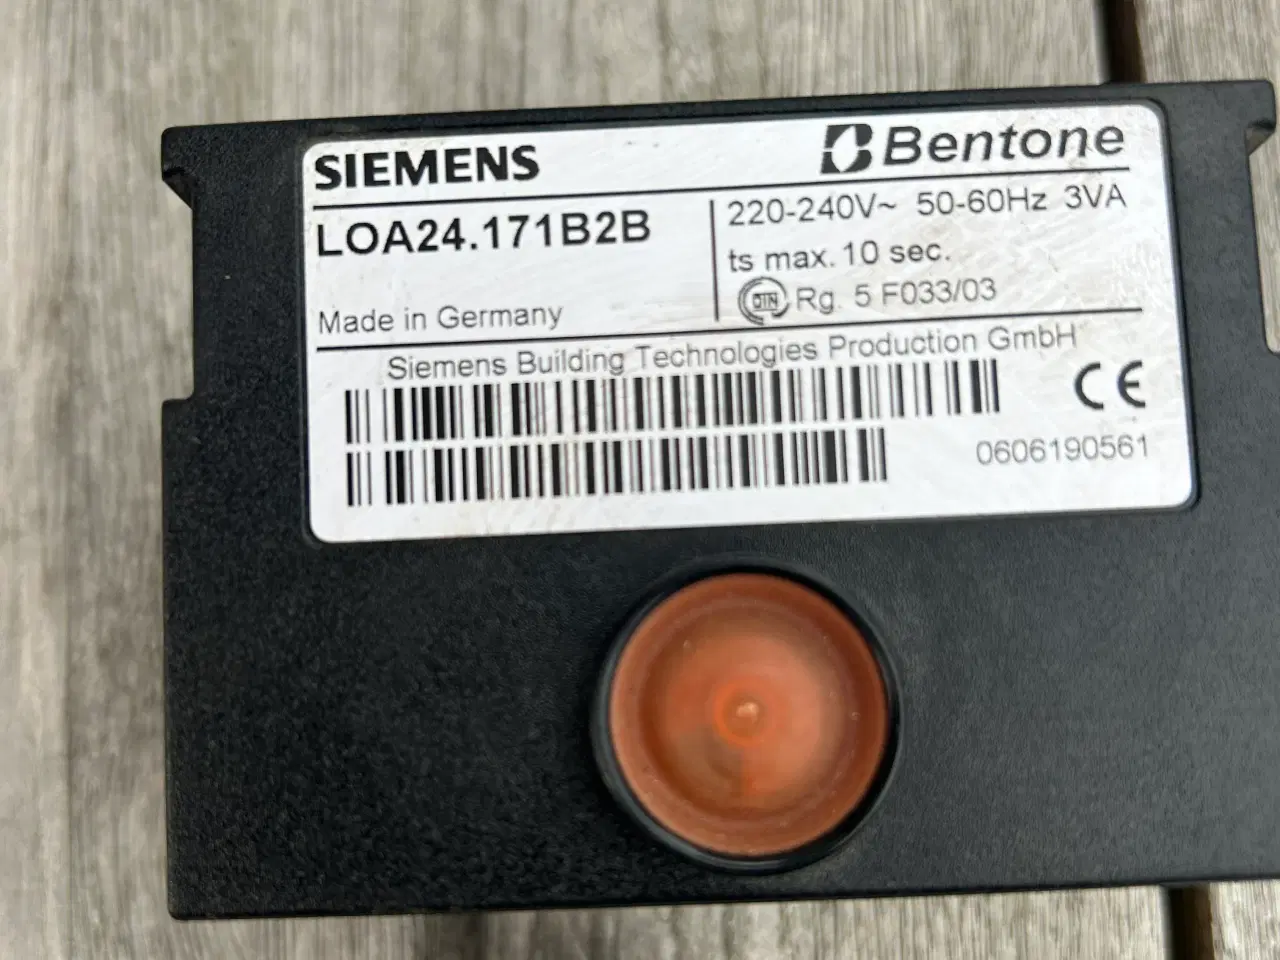 SIEMENS
Bentone
LOA24.171B2B
220-240V~ 50-60Hz 3VA
ts max. 10 sec.
DIN Rg. 5 F033/03
Made in Germany
Siemens Building Technologies Production GmbH
CE
0606190561